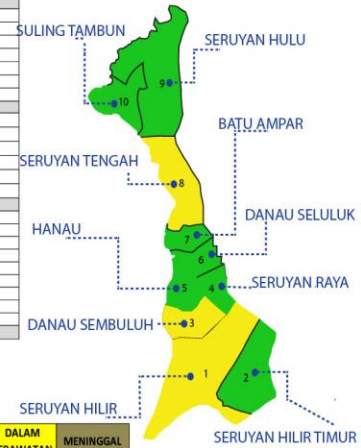 SULING TAMBUN
SERUYAN HULU
9
10
BATU AMPAR
SERUYAN TENGAH
8
DANAU SELULUK
HANAU
7
6
SERUYAN RAYA
5
4
DANAU SEMBULUH
3
1
2
SERUYAN HILIR
SERUYAN HILIR TIMUR
DALAM
MENINGGAL